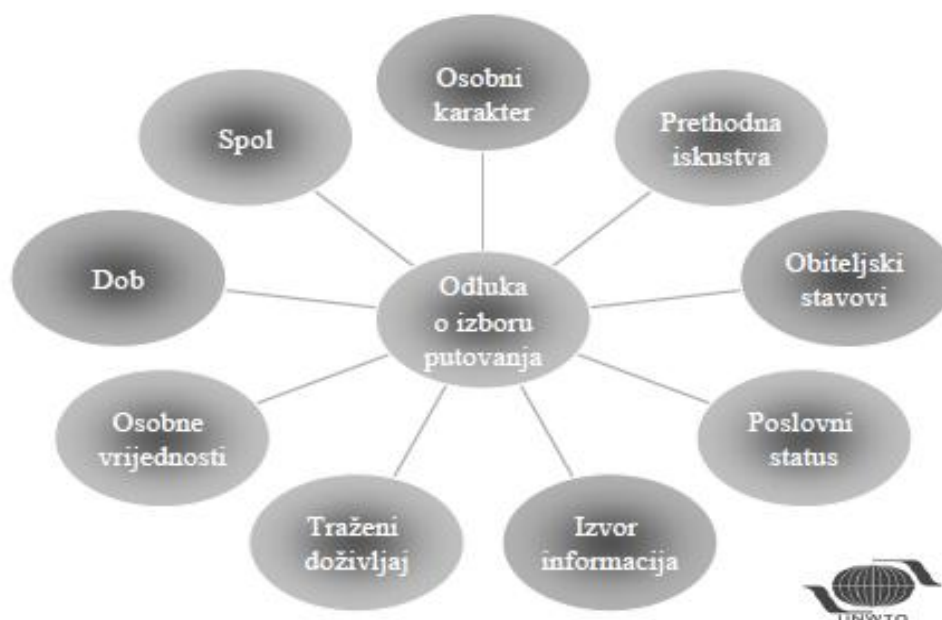 Osobni
karakter
Prethodna
iskustva
Obiteljski
stavovi
Poslovni
status
Izvor
informacija
Traženi
doživljaj
Osobne
vrijednosti
Dob
Spol
Odluka
o izboru
putovanja
UNWTO